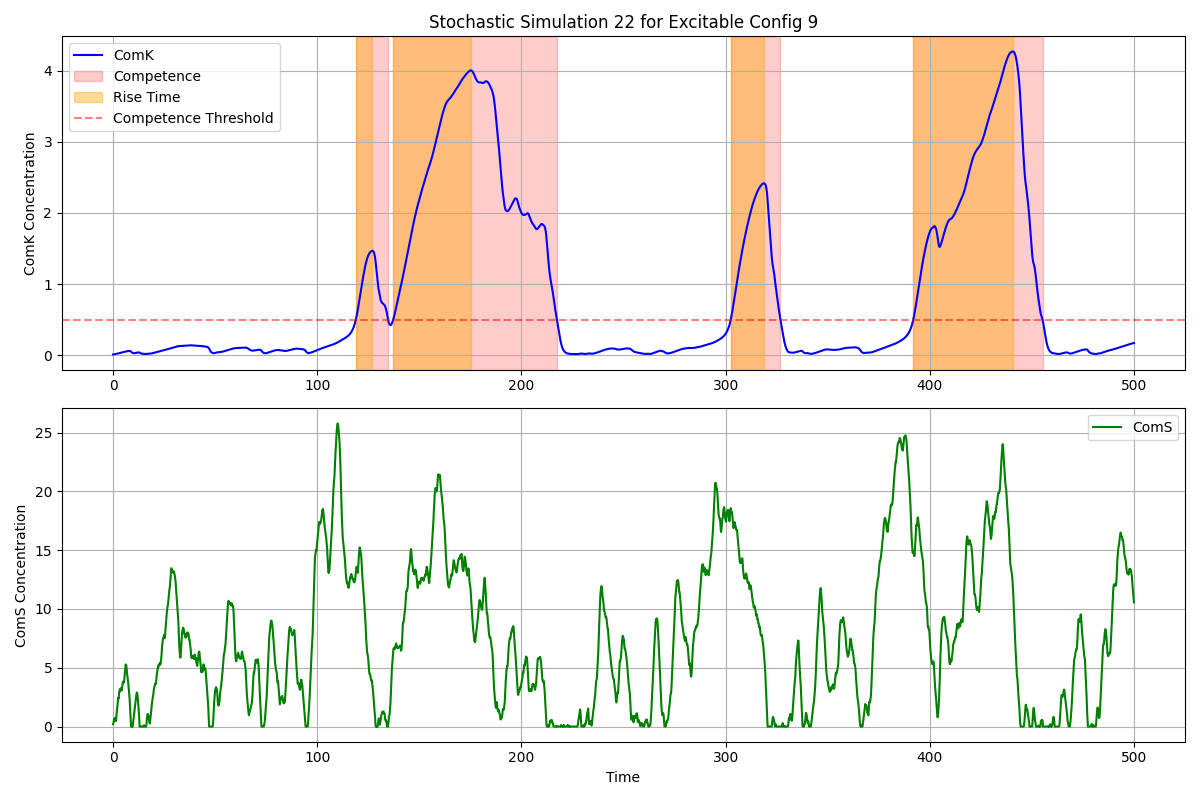 Stochastic Simulation 22 for Excitable Config 9
ComK
Competence
Rise Time
Competence Threshold
ComK Concentration
4
3
2
1
0
0 100 200 300 400 500
ComS
ComS Concentration
25
20
15
10
5
0
0 100 200 300 400 500
Time